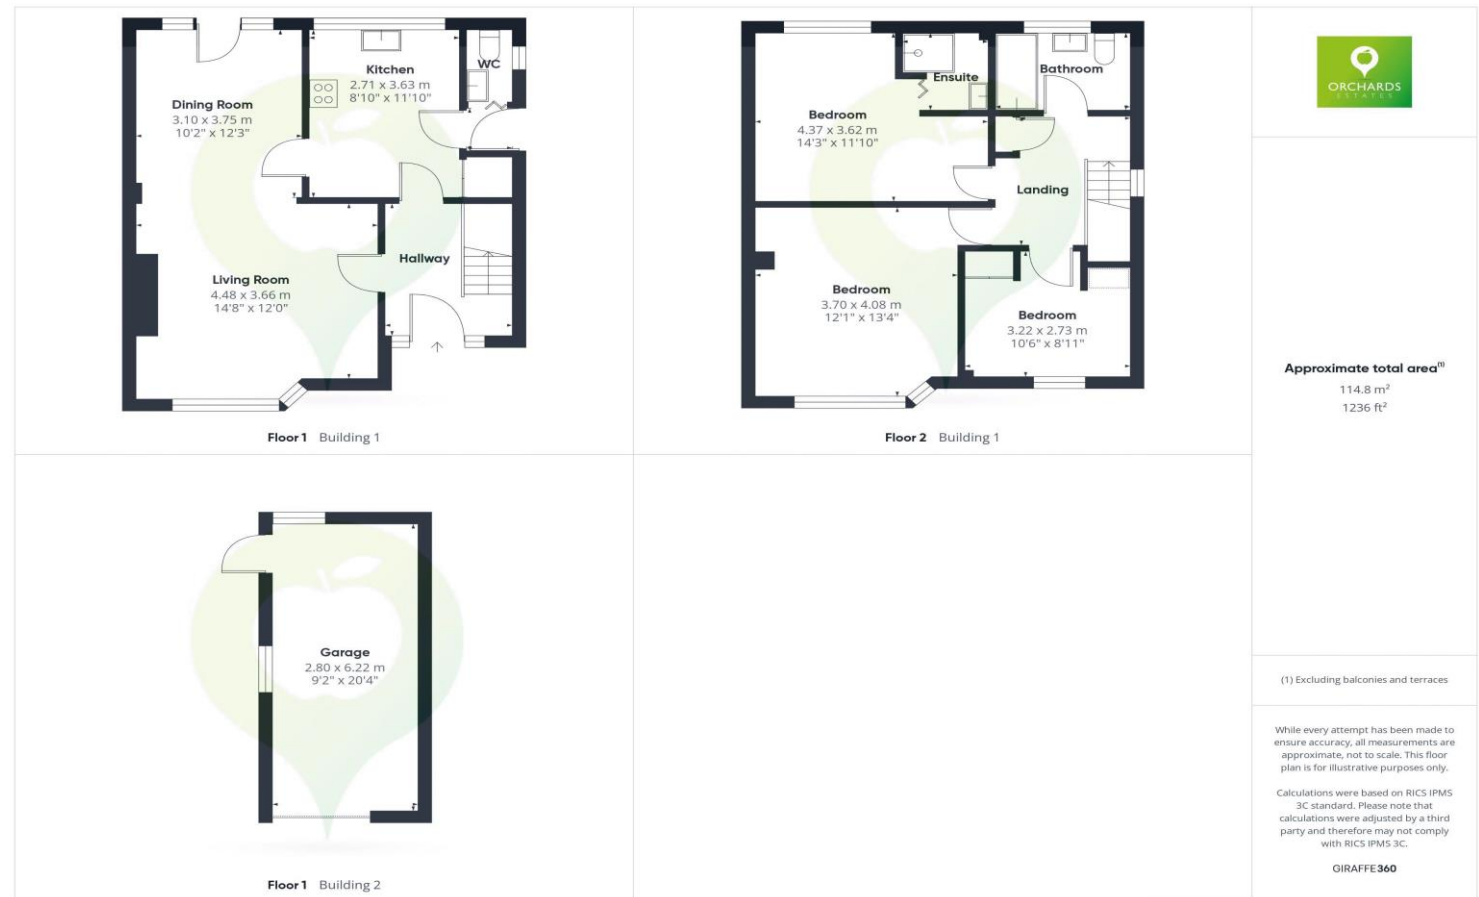 Dining Room
3.10 x 3.75 m
10'2" x 12'3"
Kitchen
2.71 x 3.63 m
8'10" x 11'10"
WC
Living Room
4.48 x 3.66 m
14'8" x 12'0"
Hallway
Floor 1 Building 1
Bedroom
4.37 x 3.62 m
14'3" x 11'10"
Ensuite
Bathroom
Landing
Bedroom
3.70 x 4.08 m
12'1" x 13'4"
Bedroom
3.22 x 2.73 m
10'6" x 8'11"
Floor 2 Building 1
Garage
2.80 x 6.22 m
9'2" x 20'4"
Floor 1 Building 2
ORCHARDS
ESTATES
Approximate total area(1)
114.8 m²
1236 ft²
(1) Excluding balconies and terraces
While every attempt has been made to
ensure accuracy, all measurements are
approximate, not to scale. This floor
plan is for illustrative purposes only.
Calculations were based on RICS IPMS
3C standard. Please note that
calculations were adjusted by a third
party and therefore may not comply
with RICS IPMS 3C.
GIRAFFE360